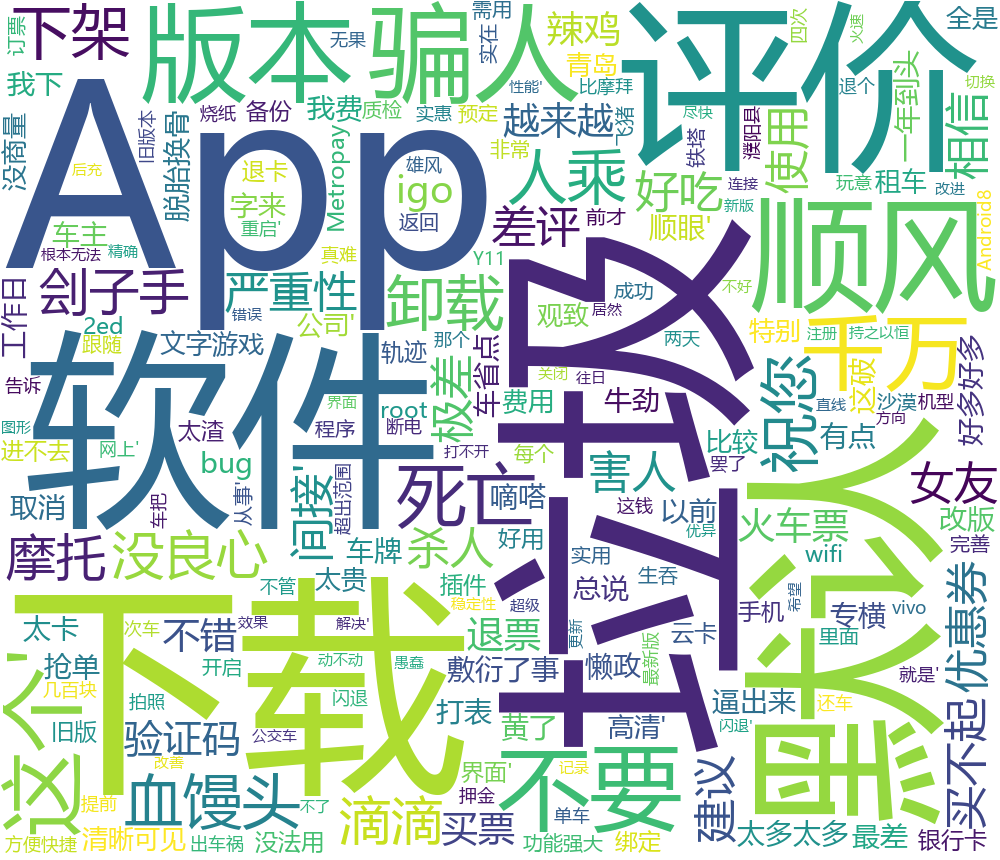 下架
版本
骗人
辣鸡
评价
App
软件
垃圾
顺风
千万
默认
下载
不要
这个
死亡
滴滴
血馒头
摩托
没良心
刽子手
严重性
卸载
人乘
好吃
igo
差评
越来越
青岛
相信
使用
一年到头
祝您
害人
火车票
女友
买不起
优惠券
建议
太多太多
最差
银行卡
专横
里面
vivo
wifi
手机
希望
改版
完善
以前
云卡
总说
生吞
实用
优异
这钱
罢了
比较
有点
沙漠
机型
方向
直线
这破
特别
注册
持之以恒
好多好多
Android8
改进
切换
连接
新版
不好
两天
往日
居然
成功
观致
非常
预定
前才
顺眼'
飞猪
尽快
铁塔
濮阳县
玩意
租车
退个
比摩拜
四次
火速
全是
需用
实在
性能'
无果
订票
我下
没商量
旧版本
后充
脱胎换骨
烧纸
备份
我费
质检
实惠
退卡
字来
重启'
Metropay
雄风
返回
真难
Y11
车主
根本无法
精确
工作日
2ed
跟随
文字游戏
错误
公司'
轨迹
那个
告诉
图形
进不去
网上'
太渣
bug
从事'
车把
间接'
界面
程序
超出范围
root
断电
极差
车省点
费用
关闭
打不开
每个
牛劲
嘀嗒
好用
杀人
插件
稳定性
超级
更新
取消
车牌
太贵
不管
效果
解决'
不错
太卡
次车
抢单
几百块
拍照
开启
闪退
动不动
愚蠢
旧版
验证码
公交车
改善
提前
不了
清晰可见
方便快捷
出车祸
没法用
退票
敷衍了事
懒政
最新版
打表
黄了
高清'
逼出来
闪退'
还车
就是'
界面'
记录
押金
单车
买票
功能强大
绑定